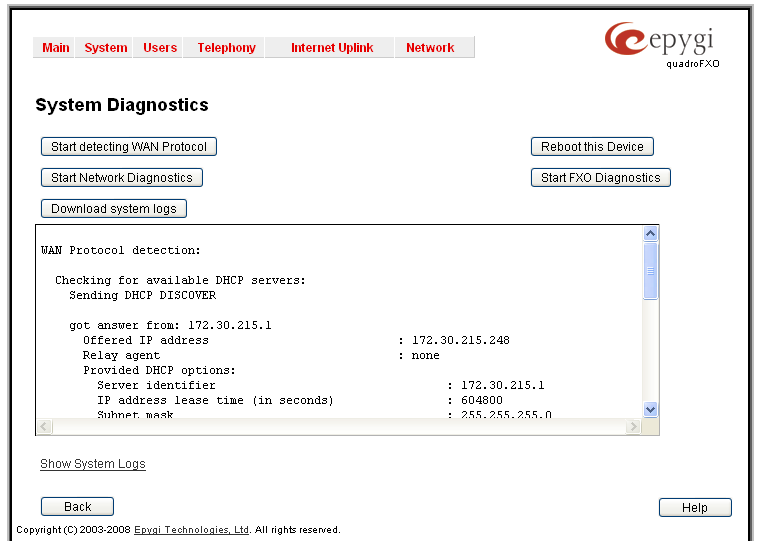 epygi
quadroFXO
Main System Users Telephony Internet Uplink Network
System Diagnostics
Start detecting WAN Protocol Reboot this Device
Start Network Diagnostics Start FXO Diagnostics
Download system logs
WAN Protocol detection:
Checking for available DHCP servers:
Sending DHCP DISCOVER
got answer from: 172.30.215.1
Offered IP address : 172.30.215.248
Relay agent : none
Provided DHCP options:
Server identifier : 172.30.215.1
IP address lease time (in seconds) : 604800
Subnet mask : 255.255.255.0
Show System Logs
Back Help
Copyright (C) 2003-2008 Epygi Technologies, Ltd. All rights reserved.